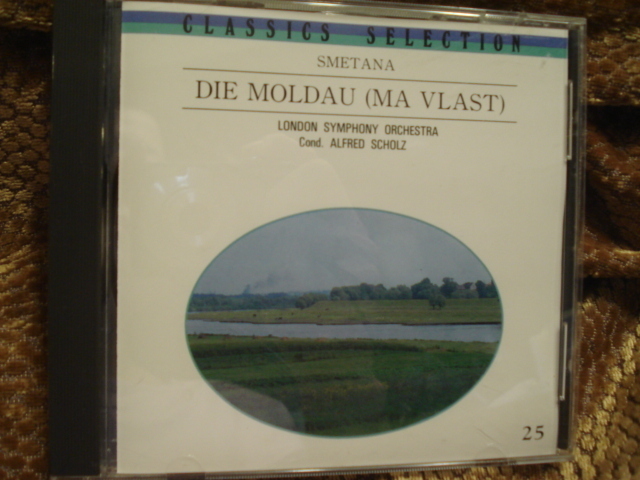 CLASSICS SELECTION
SMETANA
DIE MOLDAU (MA VLAST)
LONDON SYMPHONY ORCHESTRA
Cond. ALFRED SCHOLZ
25